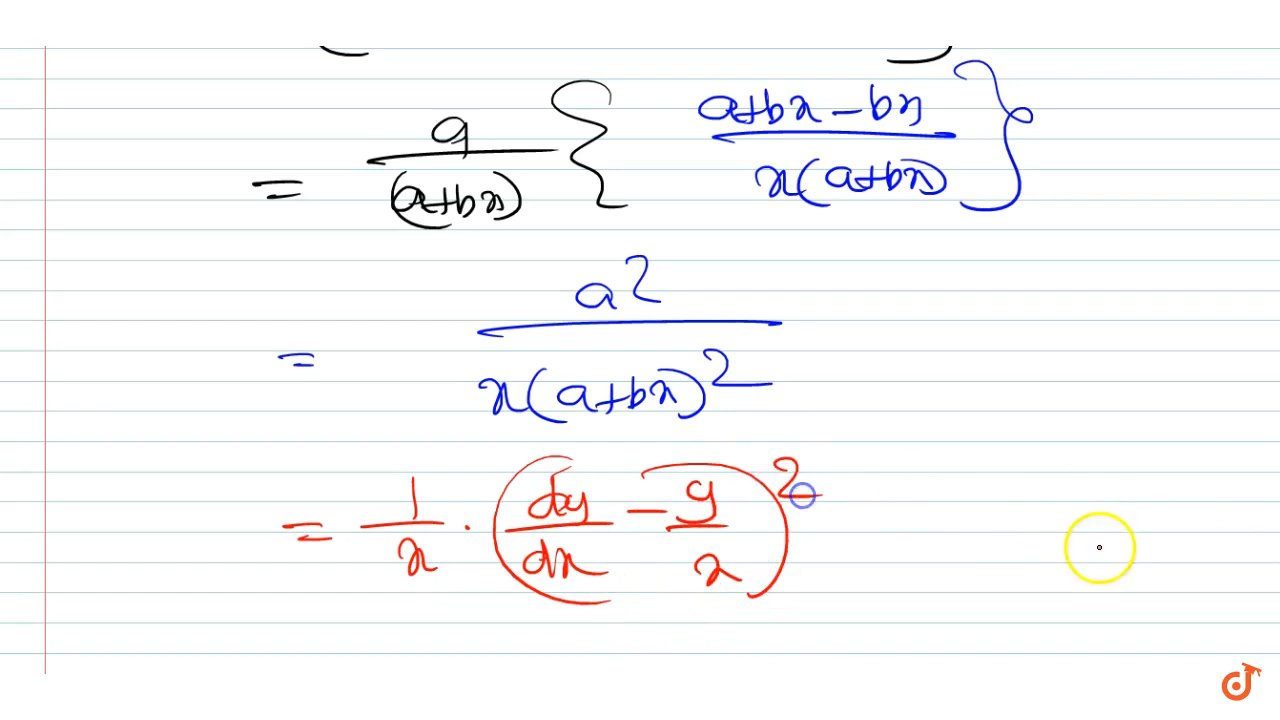 = a/(a+bx) { (a+bx-bx)/(x(a+bx)) }
= a²/(x(a+bx)²)
= 1/x · (dy/dx - y/x)²